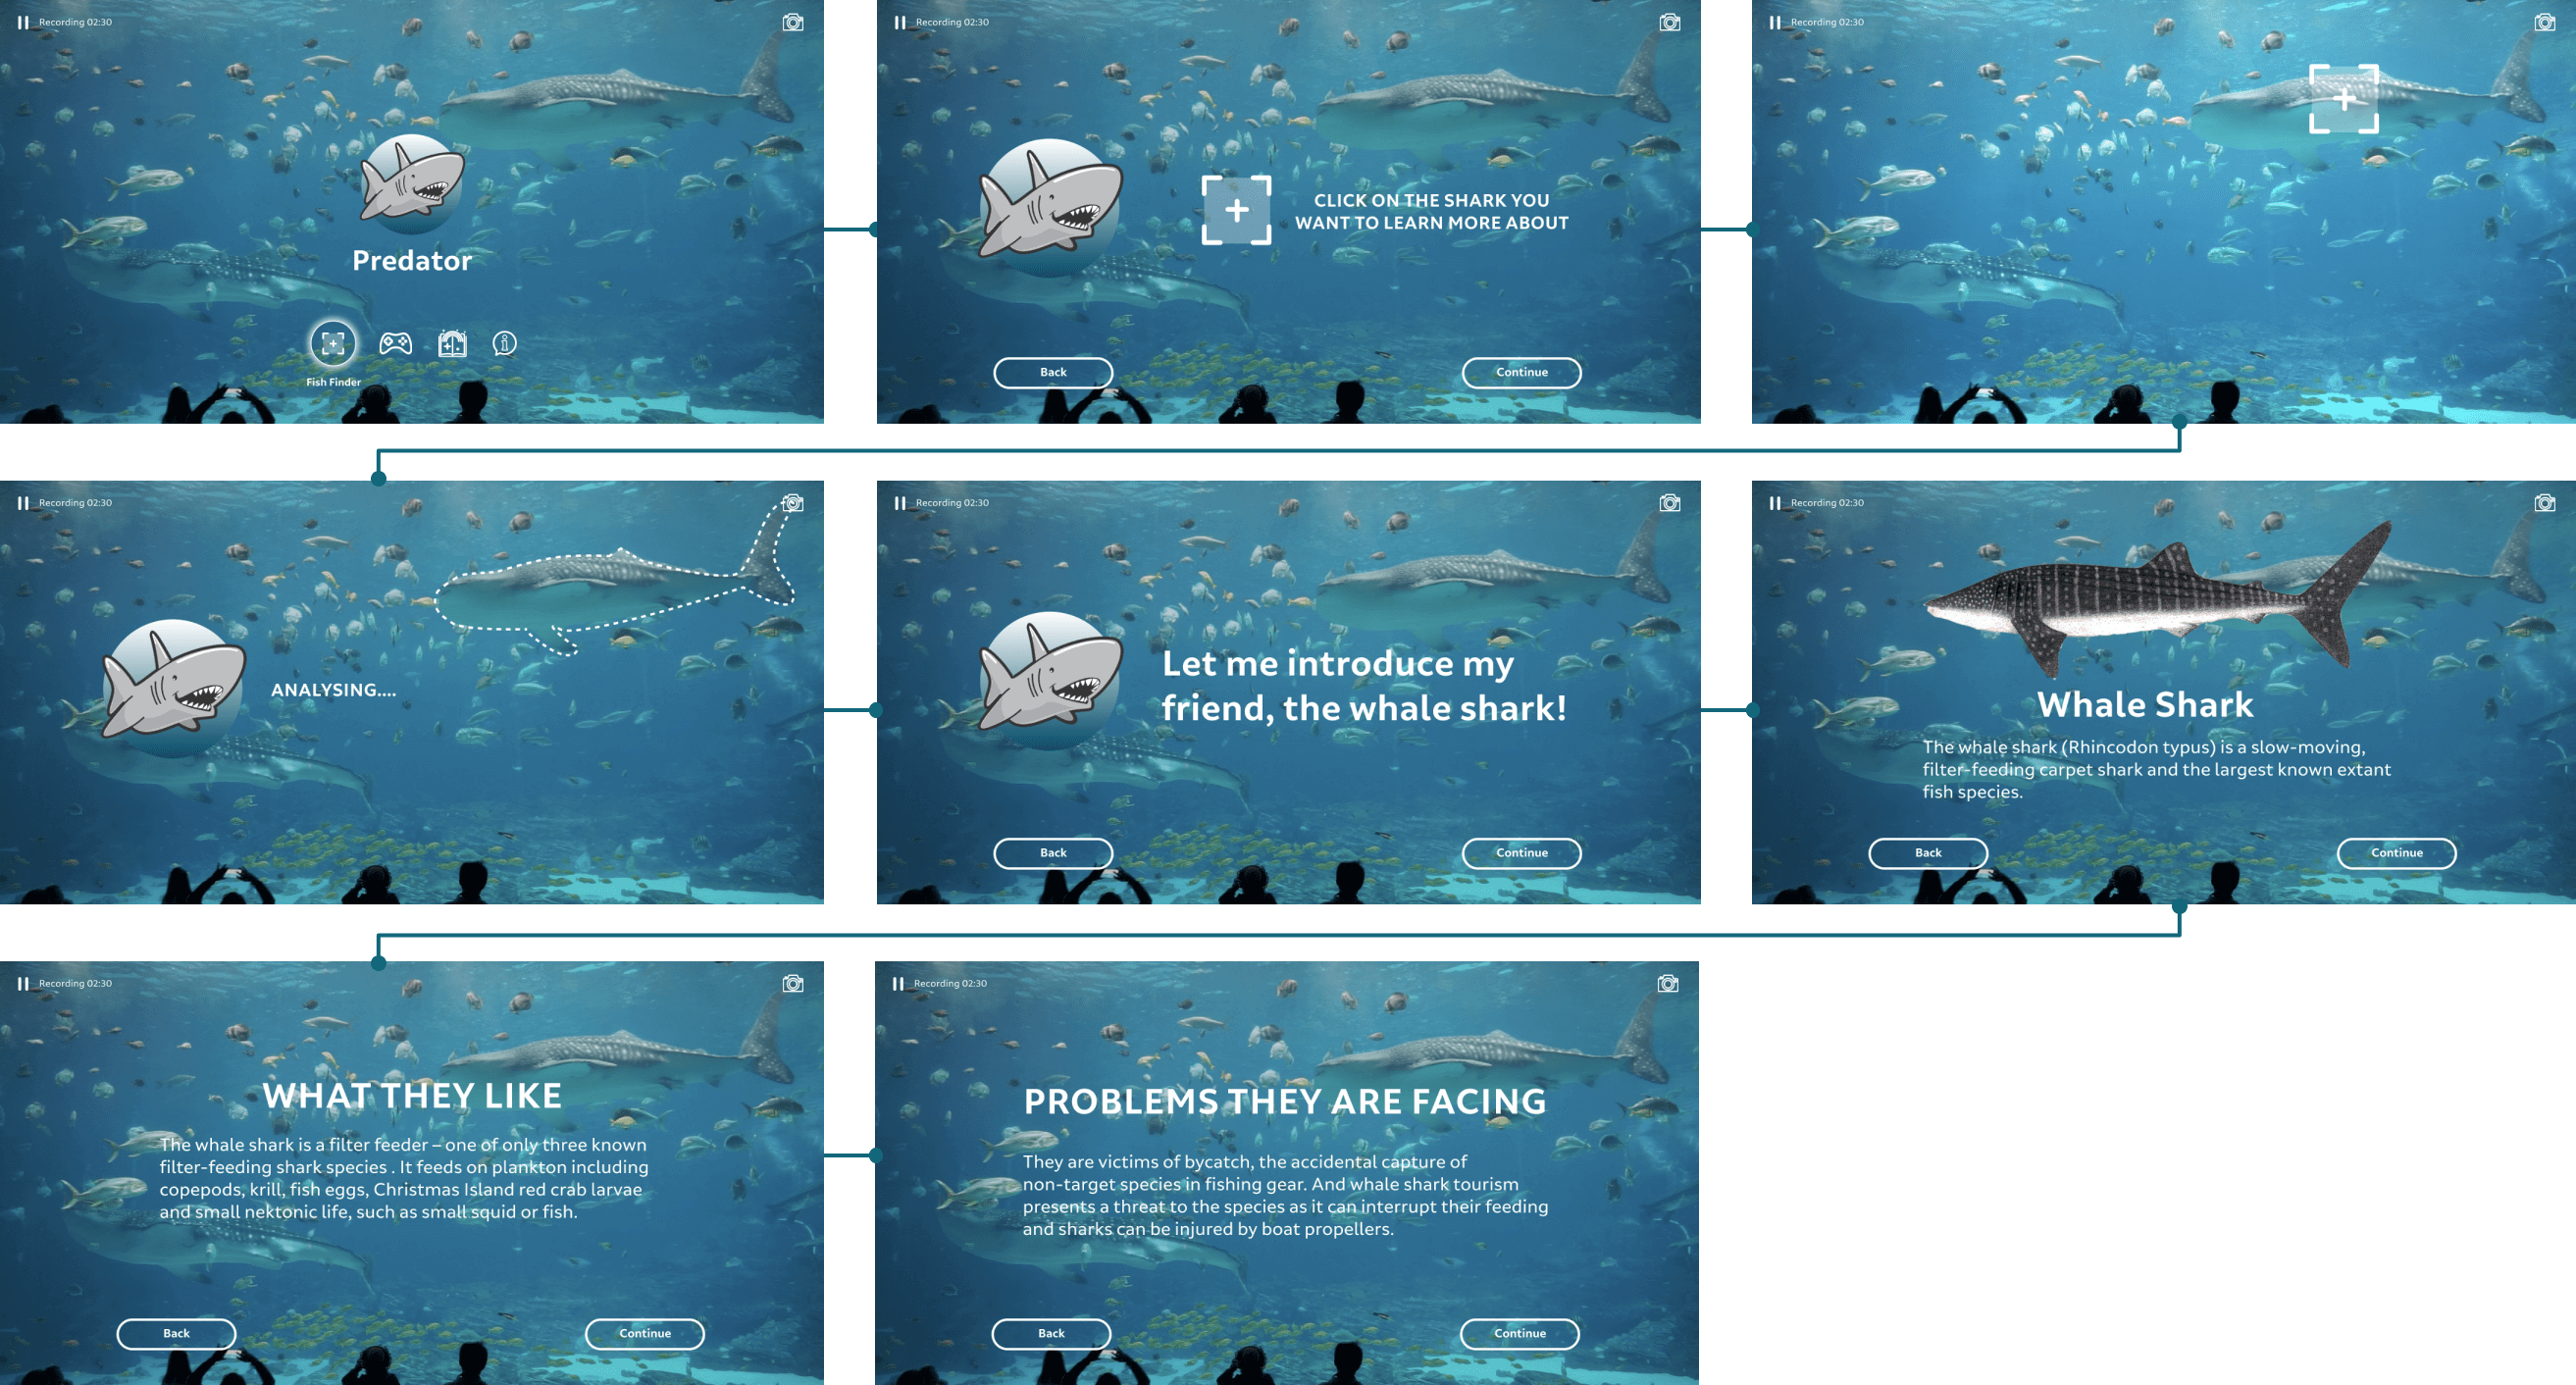 Recording 02:30
Predator
Fish Finder
Recording 02:30
CLICK ON THE SHARK YOU
WANT TO LEARN MORE ABOUT
Back
Continue
Recording 02:30
Recording 02:30
ANALYSING....
Recording 02:30
Let me introduce my
friend, the whale shark!
Back
Continue
Recording 02:30
Whale Shark
The whale shark (Rhincodon typus) is a slow-moving,
filter-feeding carpet shark and the largest known extant
fish species.
Back
Continue
Recording 02:30
WHAT THEY LIKE
The whale shark is a filter feeder – one of only three known
filter-feeding shark species . It feeds on plankton including
copepods, krill, fish eggs, Christmas Island red crab larvae
and small nektonic life, such as small squid or fish.
Back
Continue
Recording 02:30
PROBLEMS THEY ARE FACING
They are victims of bycatch, the accidental capture of
non-target species in fishing gear. And whale shark tourism
presents a threat to the species as it can interrupt their feeding
and sharks can be injured by boat propellers.
Back
Continue